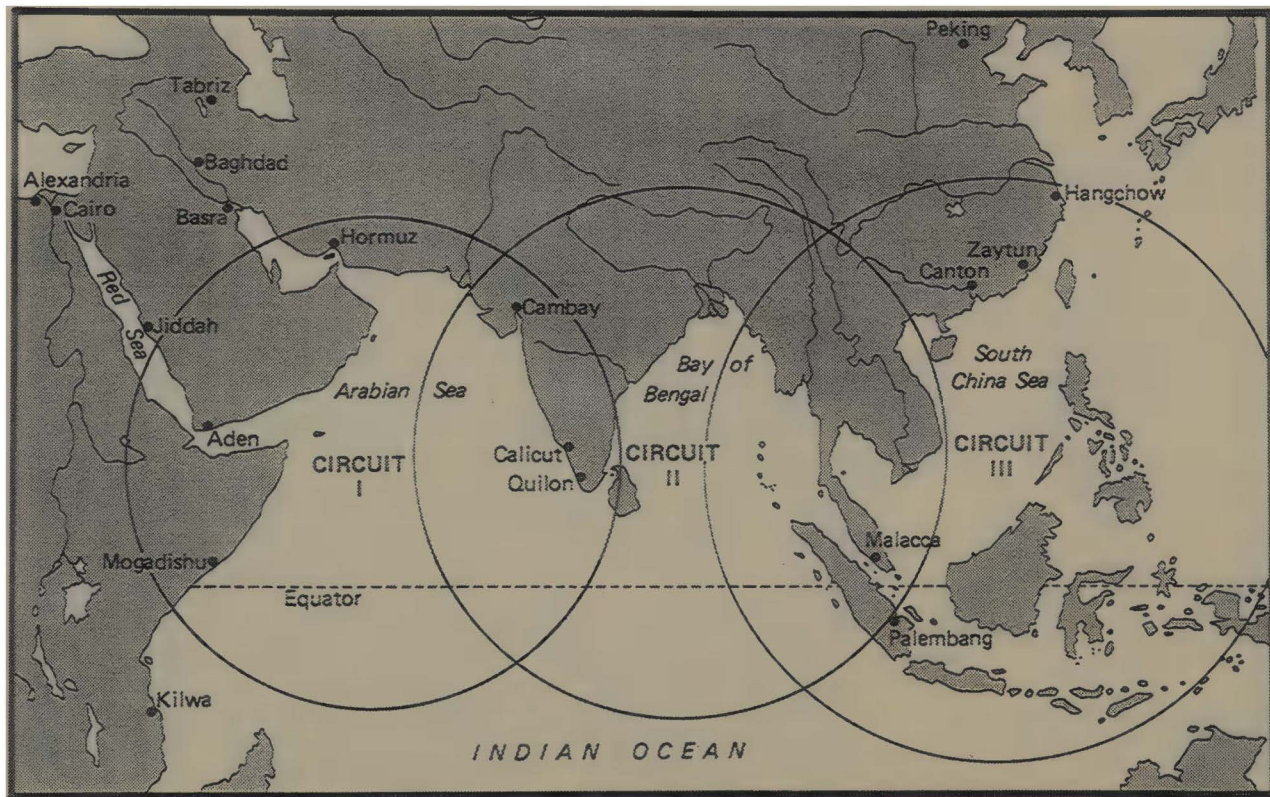 Peking
Tabriz
Baghdad
Alexandria
Cairo
Basra
Hormuz
Hangchow
Zaytun
Canton
Red
Sea
Jiddah
Cambay
Arabian Sea
Bay of
Bengal
South
China Sea
Aden
CIRCUIT
I
Calicut
Quilon
CIRCUIT
II
CIRCUIT
III
Mogadishu
Malacca
Equator
Palembang
Kilwa
INDIAN OCEAN